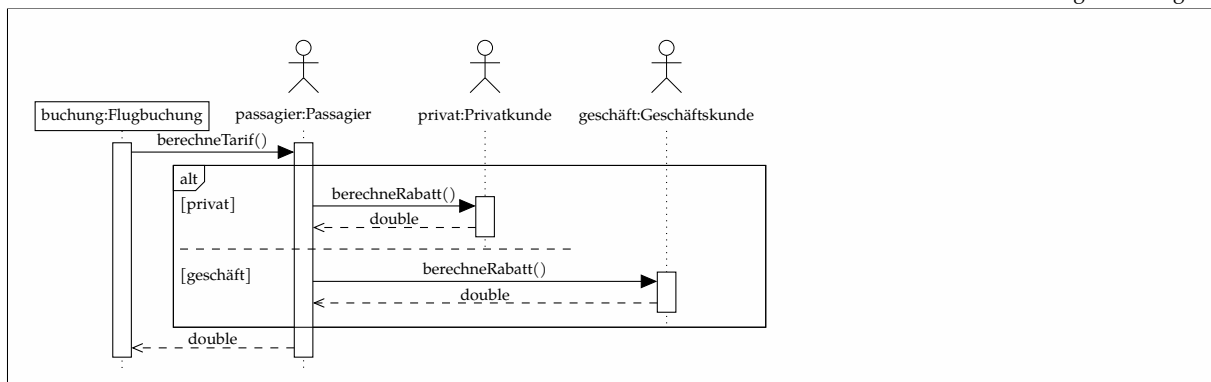 buchung:Flugbuchung
passagier:Passagier
privat:Privatkunde
geschäft:Geschäftskunde
berechneTarif()
alt
[privat]
berechneRabatt()
double
[geschäft]
berechneRabatt()
double
double